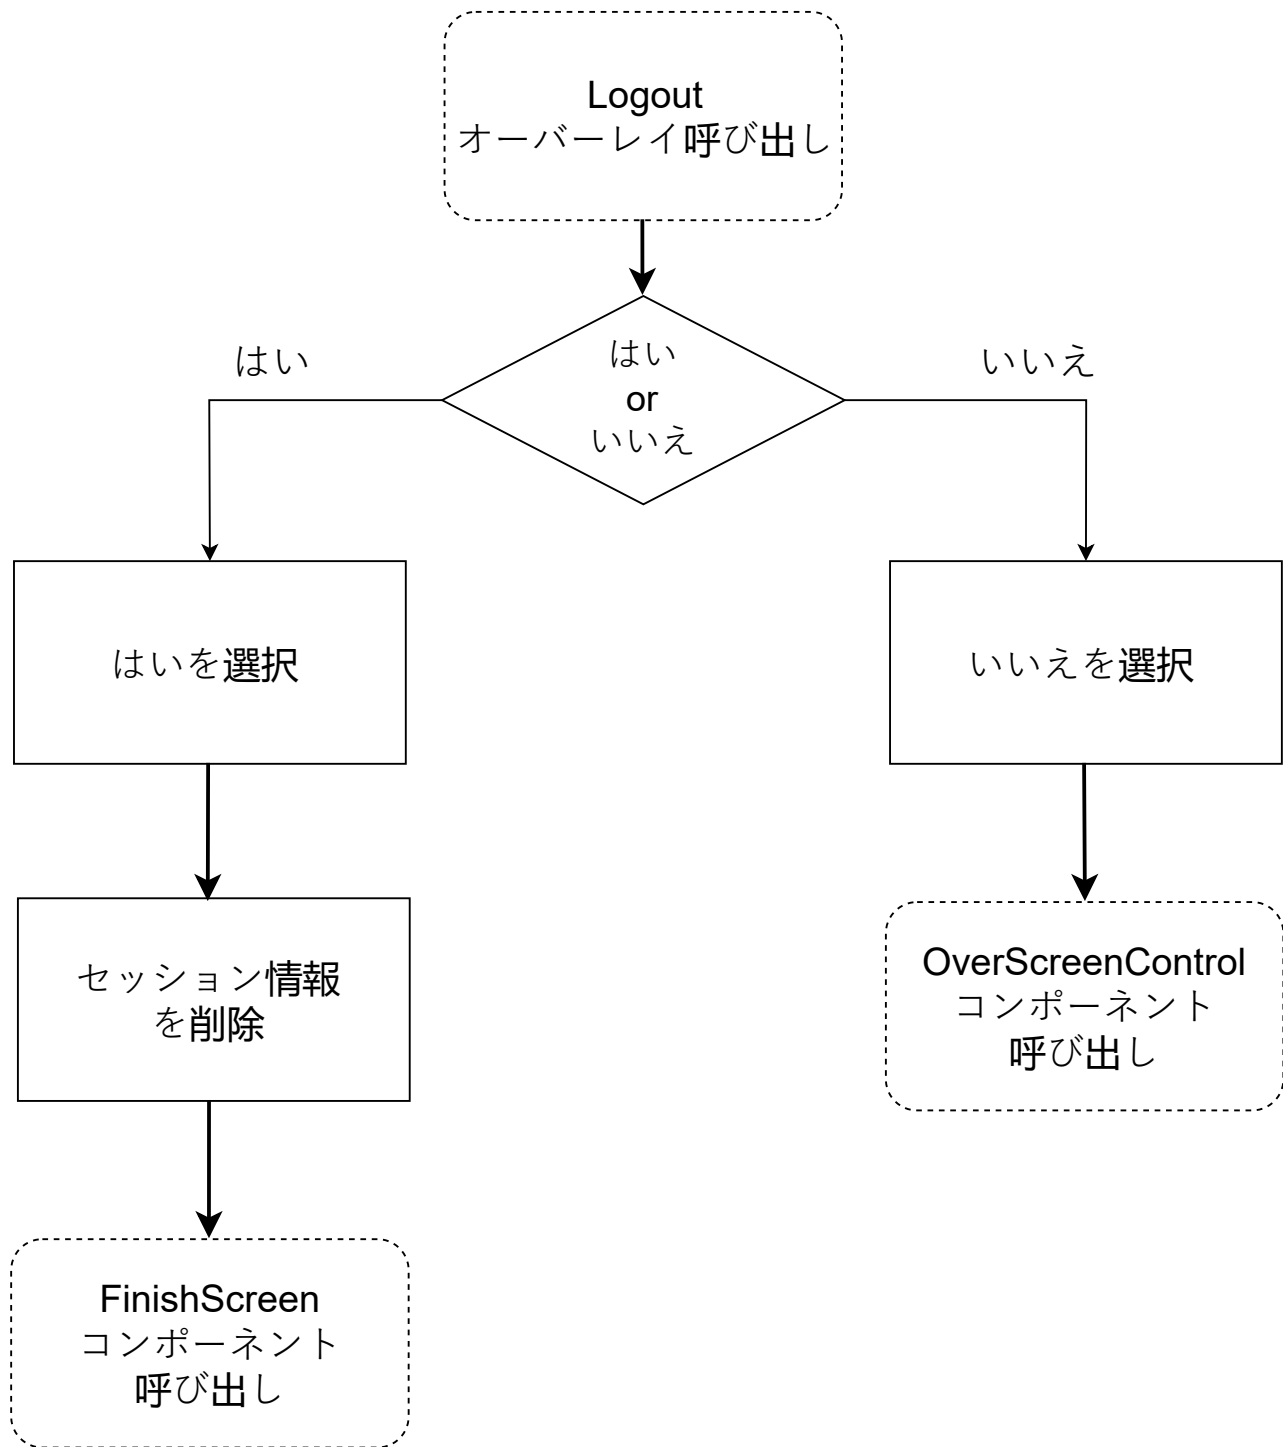 Logout
オーバーレイ呼び出し
はい
はい
or
いいえ
いいえ
はいを選択
いいえを選択
セッション情報
を削除
OverScreenControl
コンポーネント
呼び出し
FinishScreen
コンポーネント
呼び出し